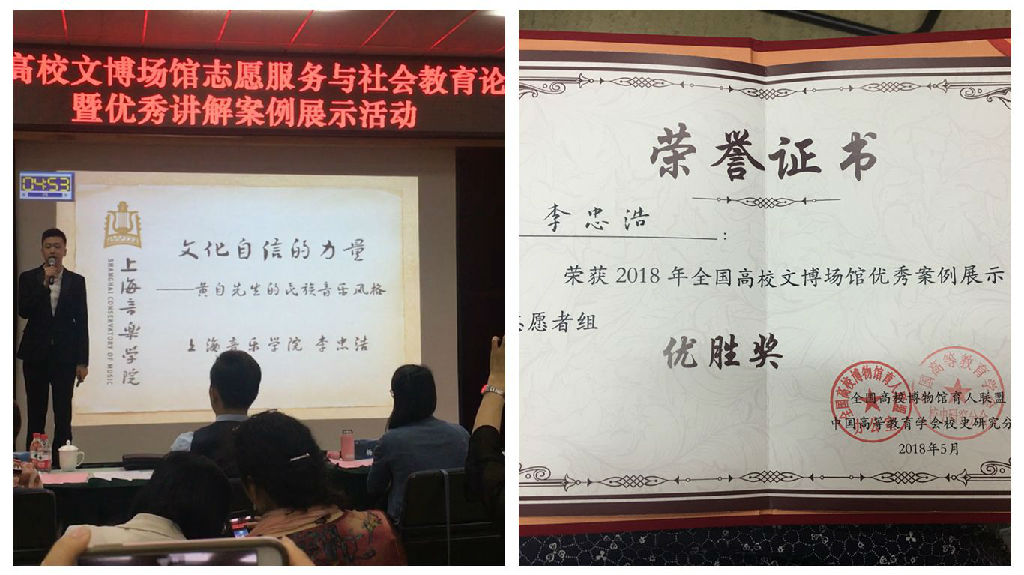 高校文博场馆志愿服务与社会教育论
暨优秀讲解案例展示活动
04:53
文化自信的力量
——黄自先生的民族音乐风格
上海音乐学院 李忠浩
上海音樂学院
SHANGHAI CONSERVATORY OF MUSIC
荣誉证书
李忠浩：
荣获2018年全国高校文博场馆优秀案例展示
志愿者组
优胜奖
全国高校博物馆育人联盟
中国高等教育学会校史研究分
2018年5月